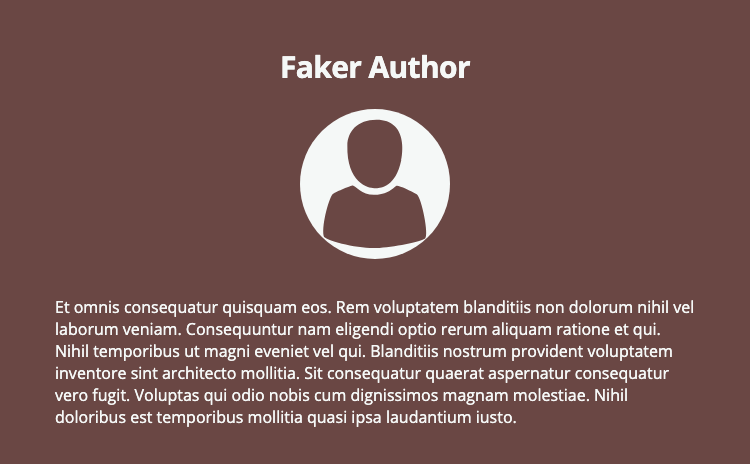 Faker Author
Et omnis consequatur quisquam eos. Rem voluptatem blanditiis non dolorum nihil vel
laborum veniam. Consequuntur nam eligendi optio rerum aliquam ratione et qui.
Nihil temporibus ut magni eveniet vel qui. Blanditiis nostrum provident voluptatem
inventore sint architecto mollitia. Sit consequatur quaerat aspernatur consequatur
vero fugit. Voluptas qui odio nobis cum dignissimos magnam molestiae. Nihil
doloribus est temporibus mollitia quasi ipsa laudantium iusto.